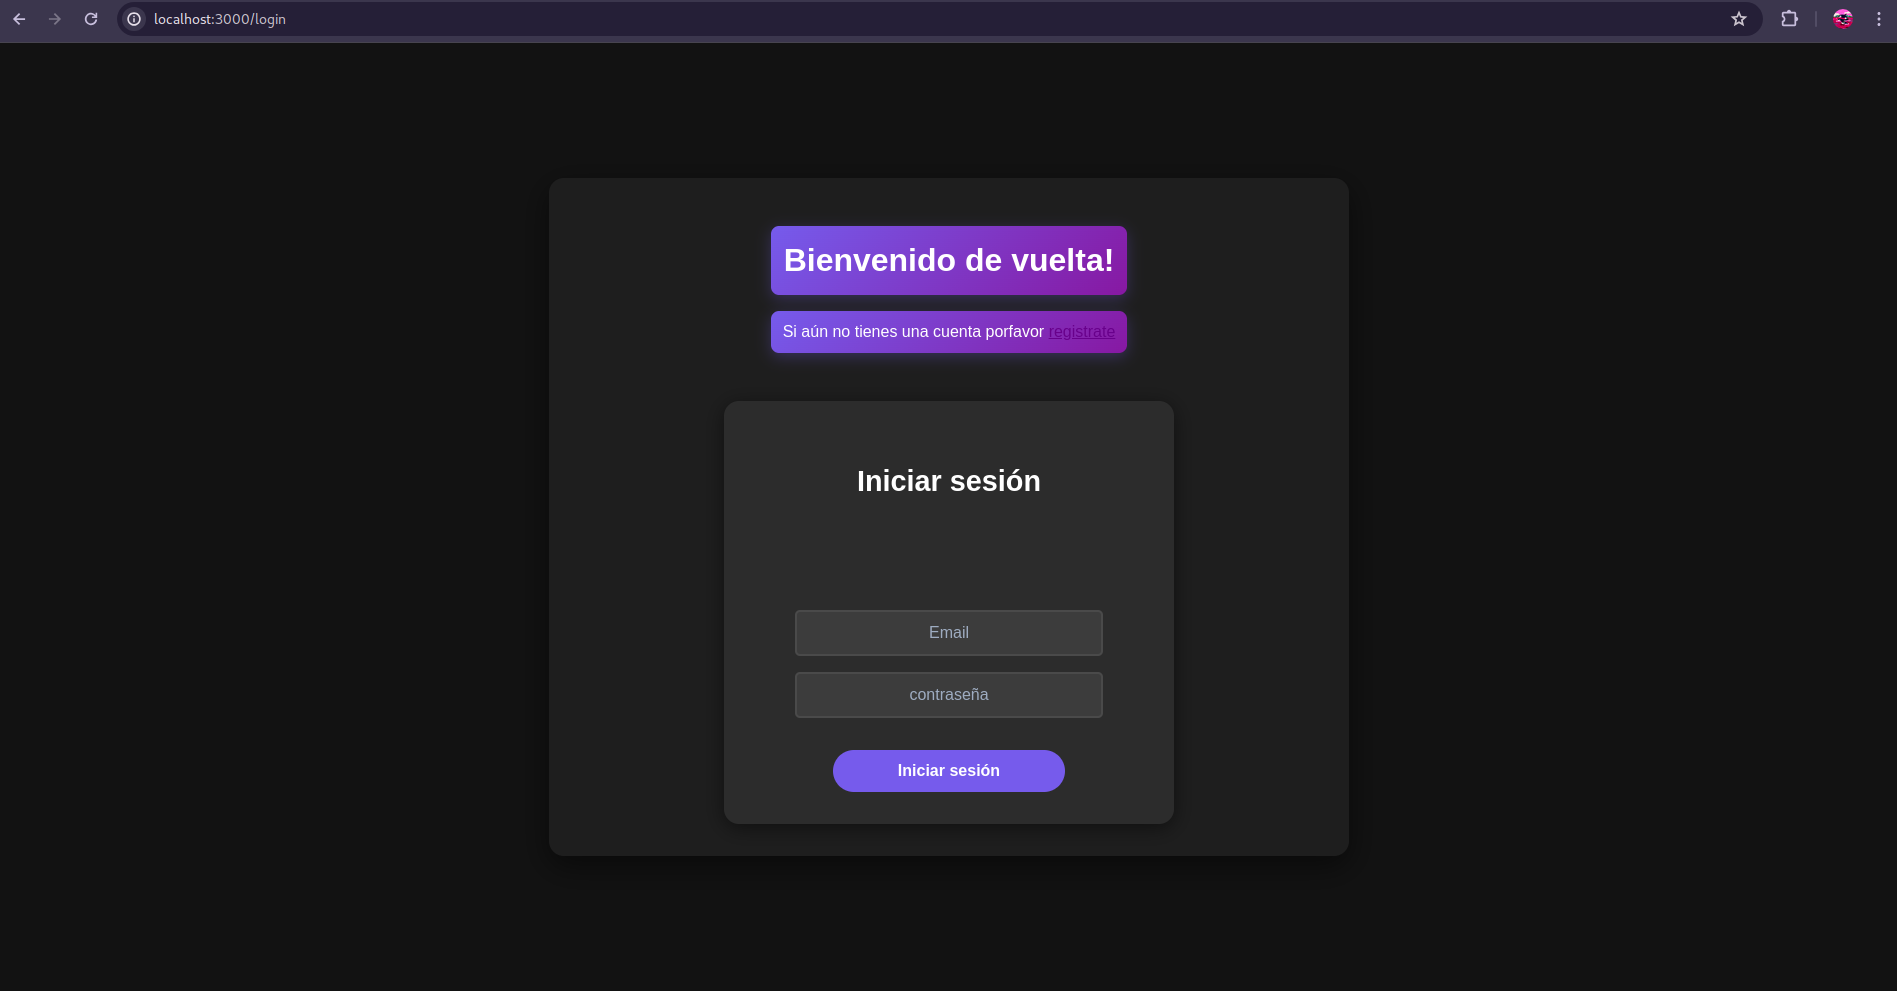 localhost:3000/login
Bienvenido de vuelta!
Si aún no tienes una cuenta porfavor registrate
Iniciar sesión
Email
contraseña
Iniciar sesión